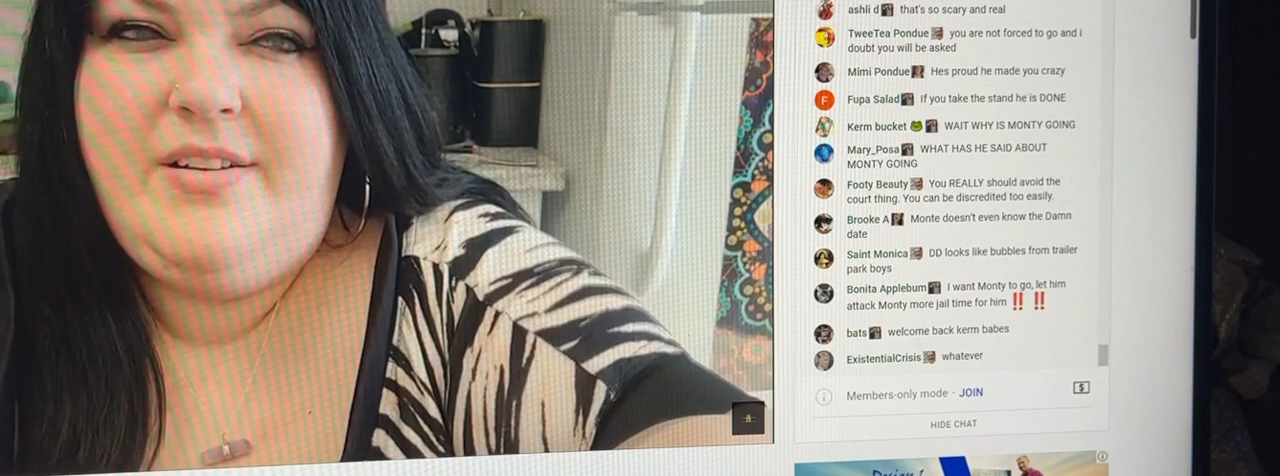 ashli d that's so scary and real
TweeTea Pondue you are not forced to go and i
doubt you will be asked
Mimi Pondue Hes proud he made you crazy
F Fupa Salad If you take the stand he is DONE
Kerm bucket 🐸 WAIT WHY IS MONTY GOING
Mary_Posa WHAT HAS HE SAID ABOUT
MONTY GOING
Footy Beauty You REALLY should avoid the
court thing. You can be discredited too easily.
Brooke A Monte doesn't even know the Damn
date
Saint Monica DD looks like bubbles from trailer
park boys
Bonita Applebum I want Monty to go, let him
attack Monty more jail time for him ‼️ ‼️
bats welcome back kerm babes
ExistentialCrisis whatever
Members-only mode · JOIN
HIDE CHAT